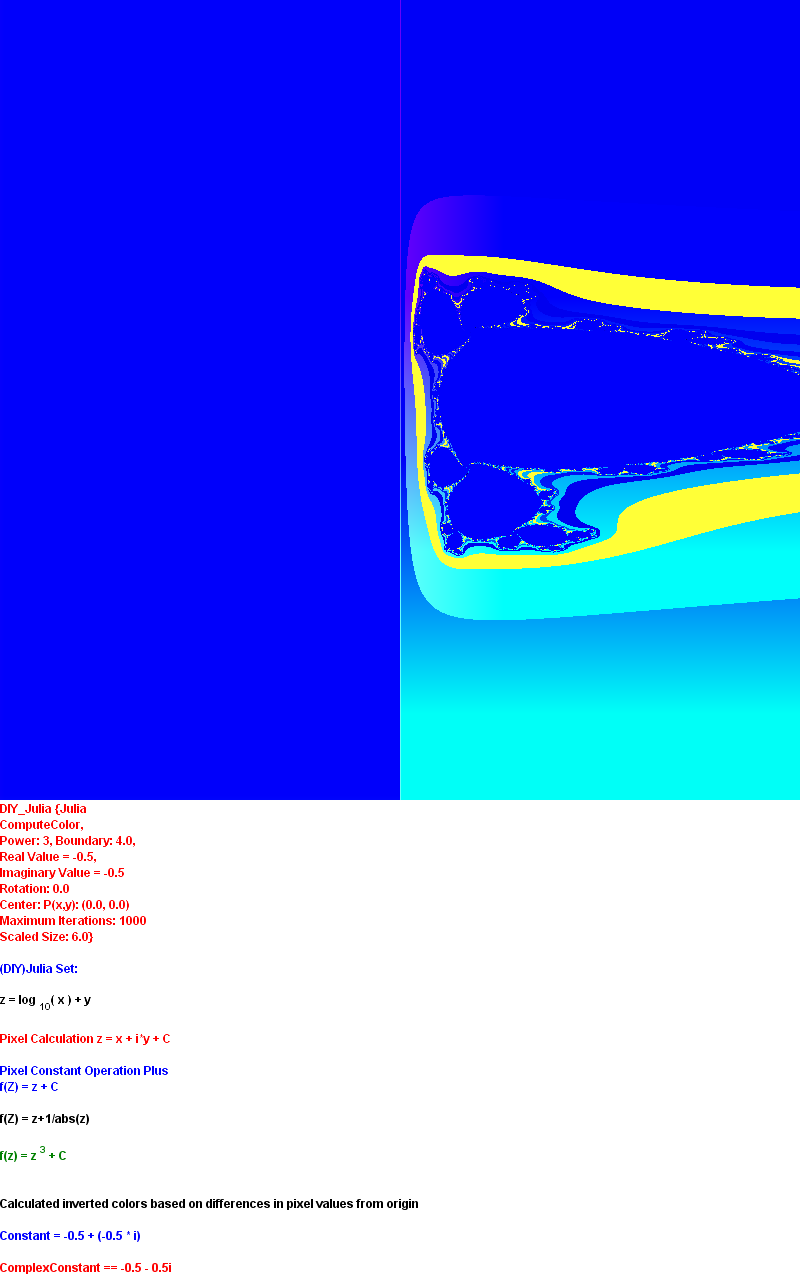 DIY_Julia {Julia
ComputeColor,
Power: 3, Boundary: 4.0,
Real Value = -0.5,
Imaginary Value = -0.5
Rotation: 0.0
Center: P(x,y): (0.0, 0.0)
Maximum Iterations: 1000
Scaled Size: 6.0}
(DIY)Julia Set:
z = log 10( x ) + y
Pixel Calculation z = x + i*y + C
Pixel Constant Operation Plus
f(Z) = z + C
f(Z) = z+1/abs(z)
f(z) = z 3 + C
Calculated inverted colors based on differences in pixel values from origin
Constant = -0.5 + (-0.5 * i)
ComplexConstant == -0.5 - 0.5i